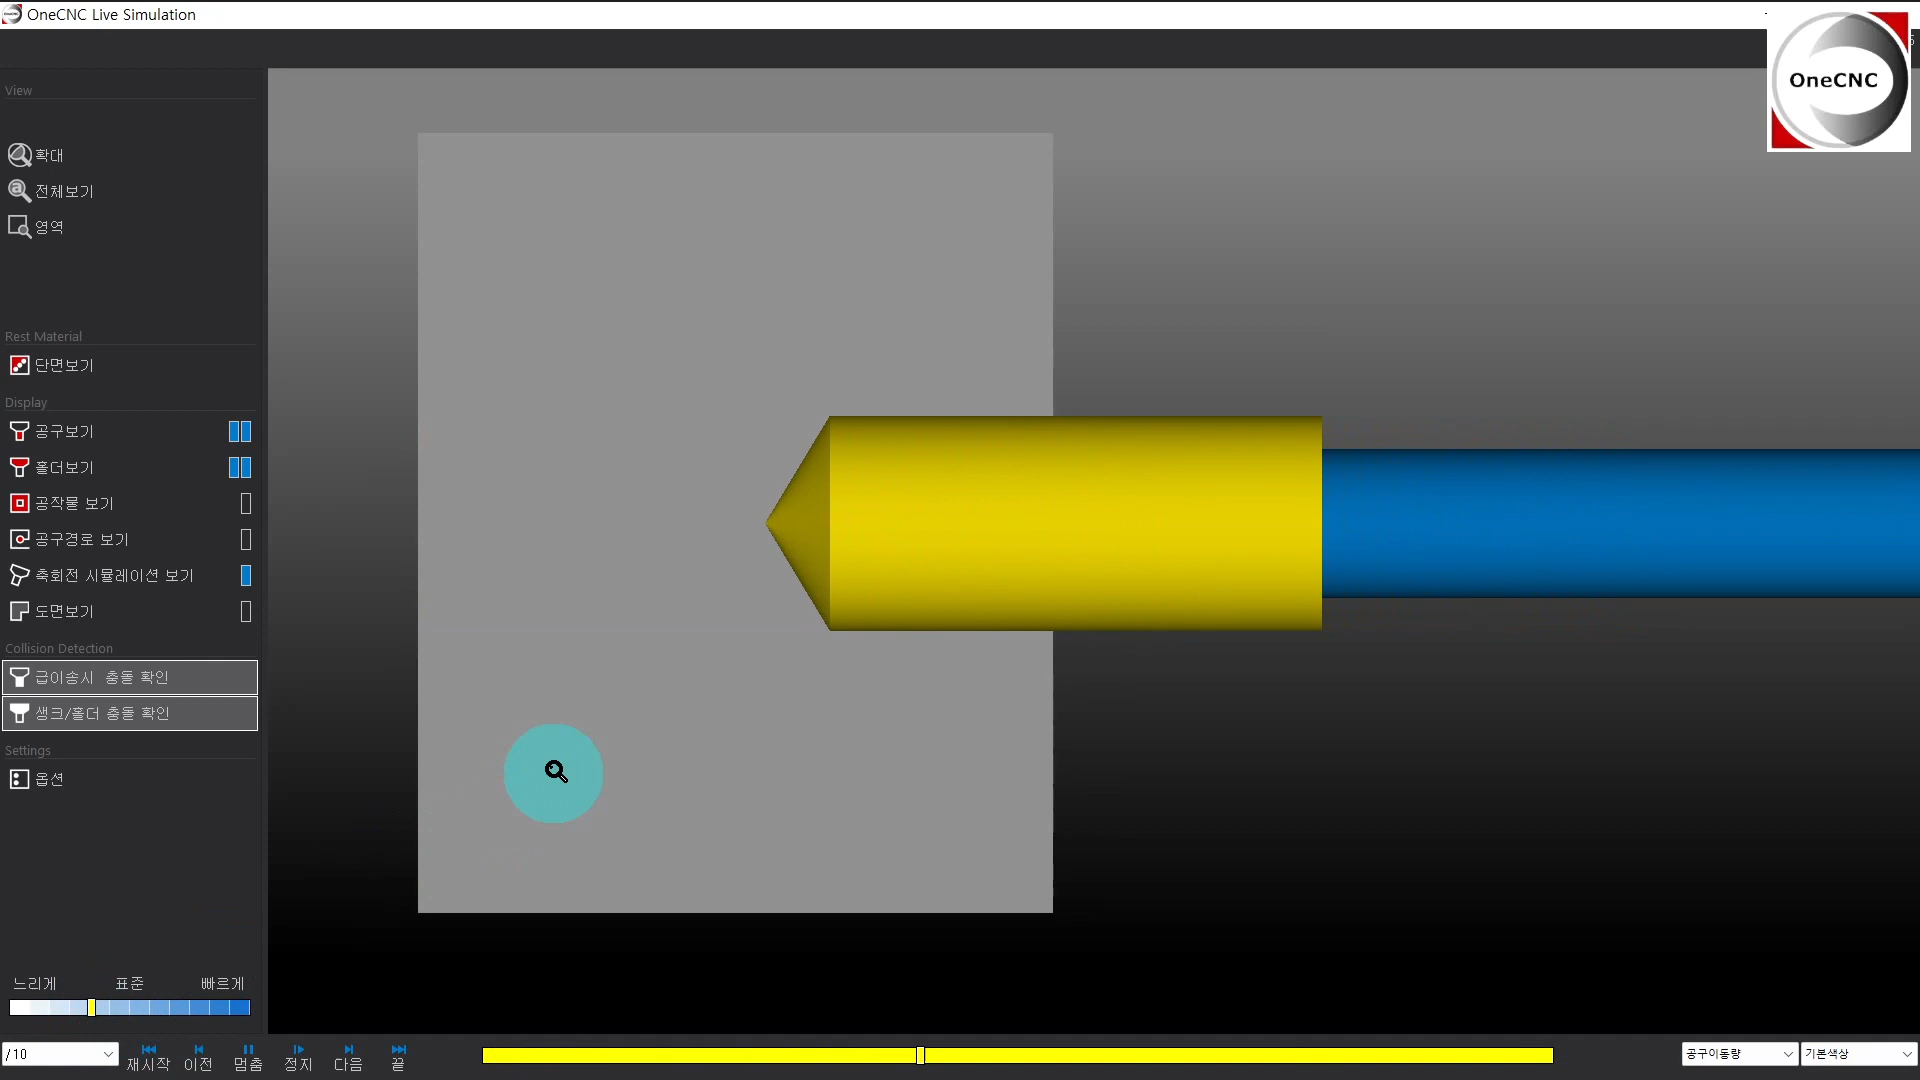 OneCNC Live Simulation
OneCNC
View
확대
전체보기
영역
Rest Material
단면보기
Display
공구보기
홀더보기
공작물 보기
공구경로 보기
축회전 시뮬레이션 보기
도면보기
Collision Detection
급이송시 충돌 확인
생크/홀더 충돌 확인
Settings
옵션
느리게 표준 빠르게
/10
재시작 이전 멈춤 정지 다음 끝
공구이동량 기본색상